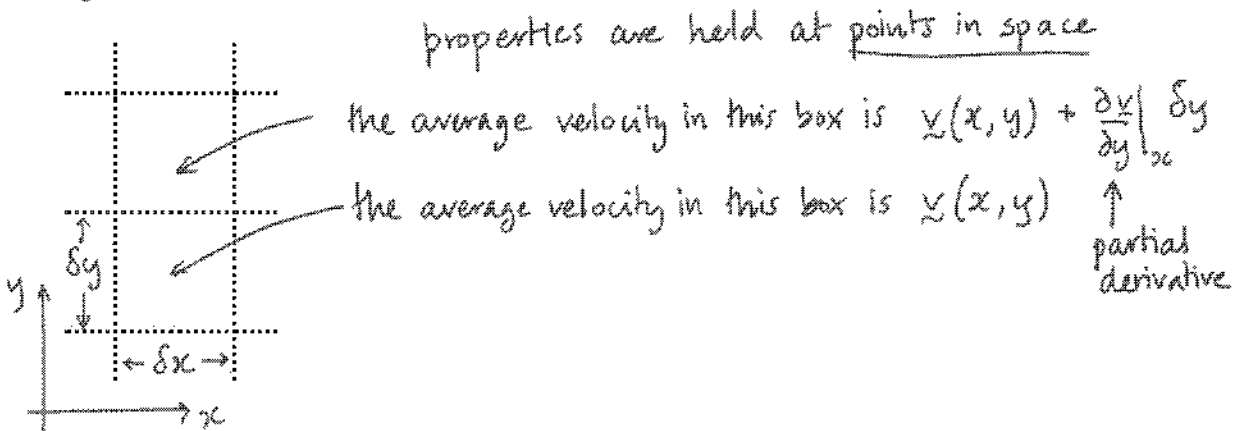 properties are held at points in space
the average velocity in this box is v(x, y) + ∂v/∂y|x δy
the average velocity in this box is v(x, y)
↑
partial
derivative
δy
y
← δx →
x